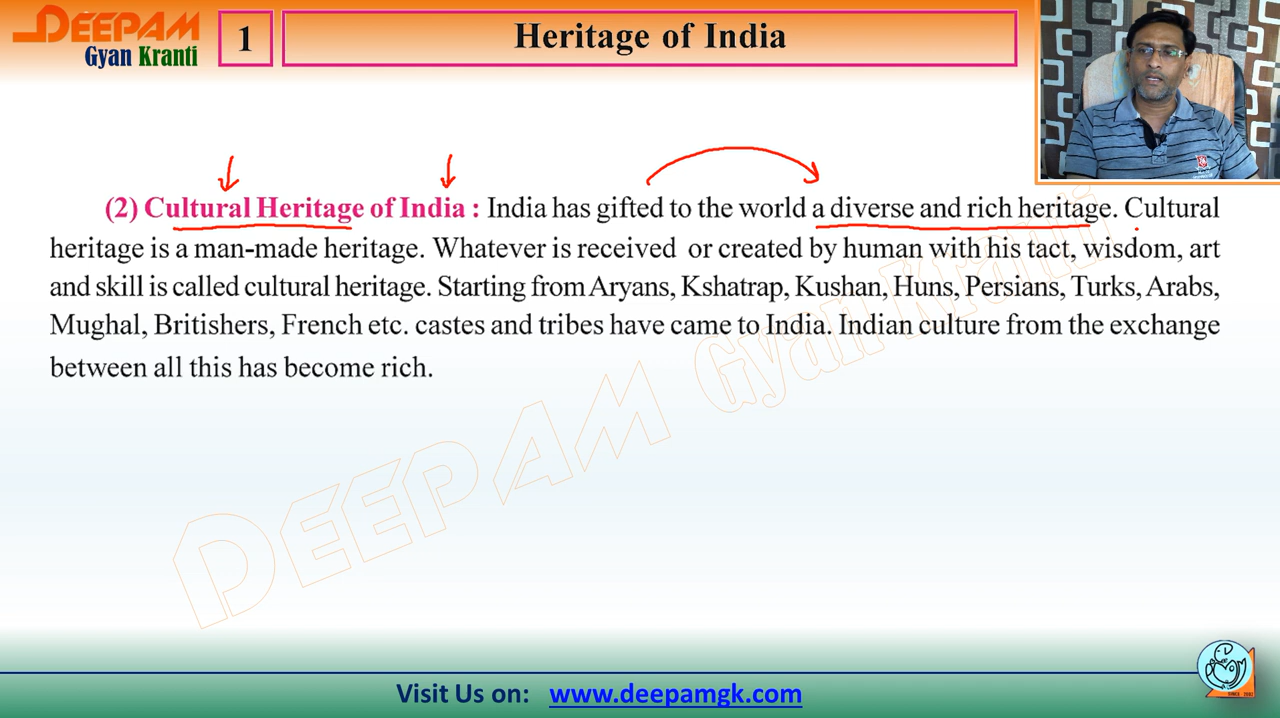 DEEPAM
Gyan Kranti
1
Heritage of India
(2) Cultural Heritage of India : India has gifted to the world a diverse and rich heritage. Cultural
heritage is a man-made heritage. Whatever is received or created by human with his tact, wisdom, art
and skill is called cultural heritage. Starting from Aryans, Kshatrap, Kushan, Huns, Persians, Turks, Arabs,
Mughal, Britishers, French etc. castes and tribes have came to India. Indian culture from the exchange
between all this has become rich.
DEEPAM Gyan Kranti
Visit Us on: www.deepamgk.com